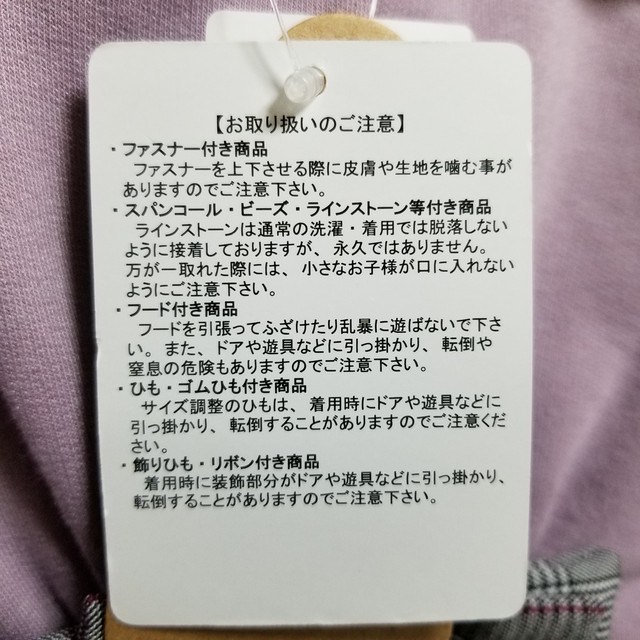 【お取り扱いのご注意】
・ファスナー付き商品
ファスナーを上下させる際に皮膚や生地を噛む事が
ありますのでご注意下さい。
・スパンコール・ビーズ・ラインストーン等付き商品
ラインストーンは通常の洗濯・着用では脱落しない
ように接着しておりますが、永久ではありません。
万が一取れた際には、小さなお子様が口に入れない
ようにご注意下さい。
・フード付き商品
フードを引張ってふざけたり乱暴に遊ばないで下さ
い。また、ドアや遊具などに引っ掛かり、転倒や
窒息の危険もありますのでご注意下さい。
・ひも・ゴムひも付き商品
サイズ調整のひもは、着用時にドアや遊具などに
引っ掛かり、転倒することがありますのでご注意くだ
さい。
・飾りひも・リボン付き商品
着用時に装飾部分がドアや遊具などに引っ掛かり、
転倒することがありますのでご注意下さい。